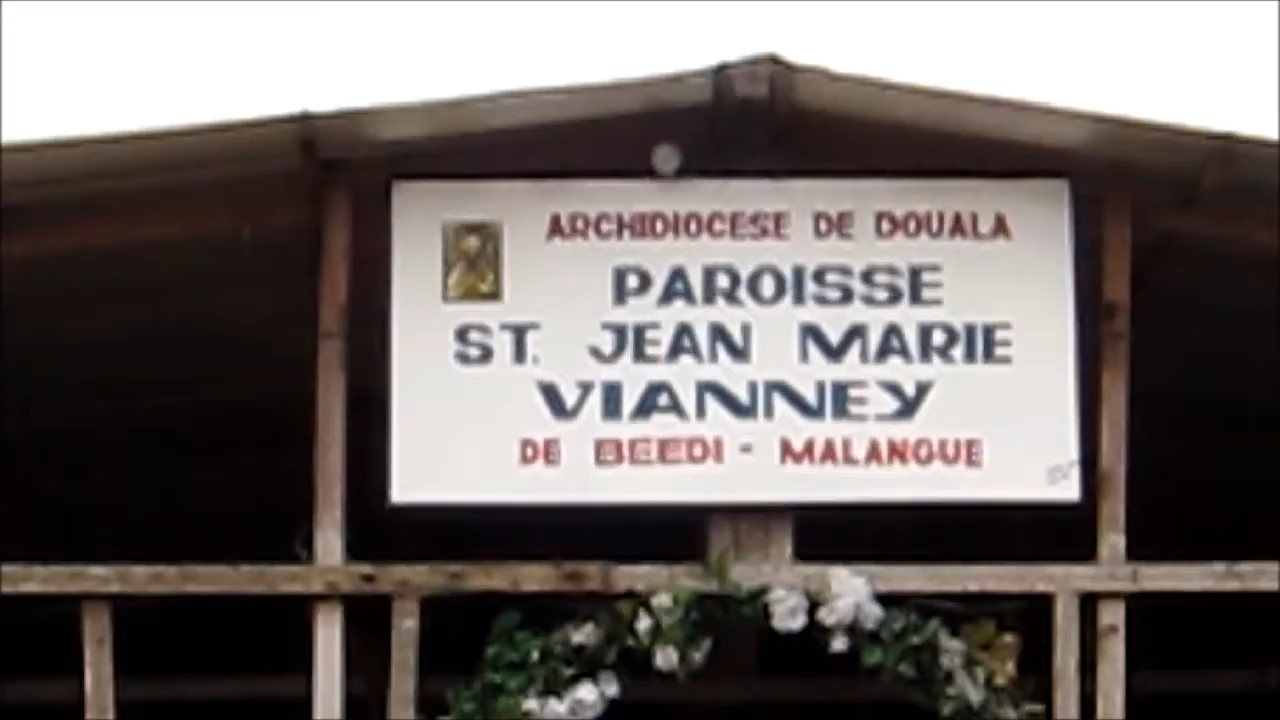 ARCHIDIOCESE DE DOUALA
PAROISSE
ST. JEAN MARIE
VIANNEY
DE BEEDI - MALANGUE